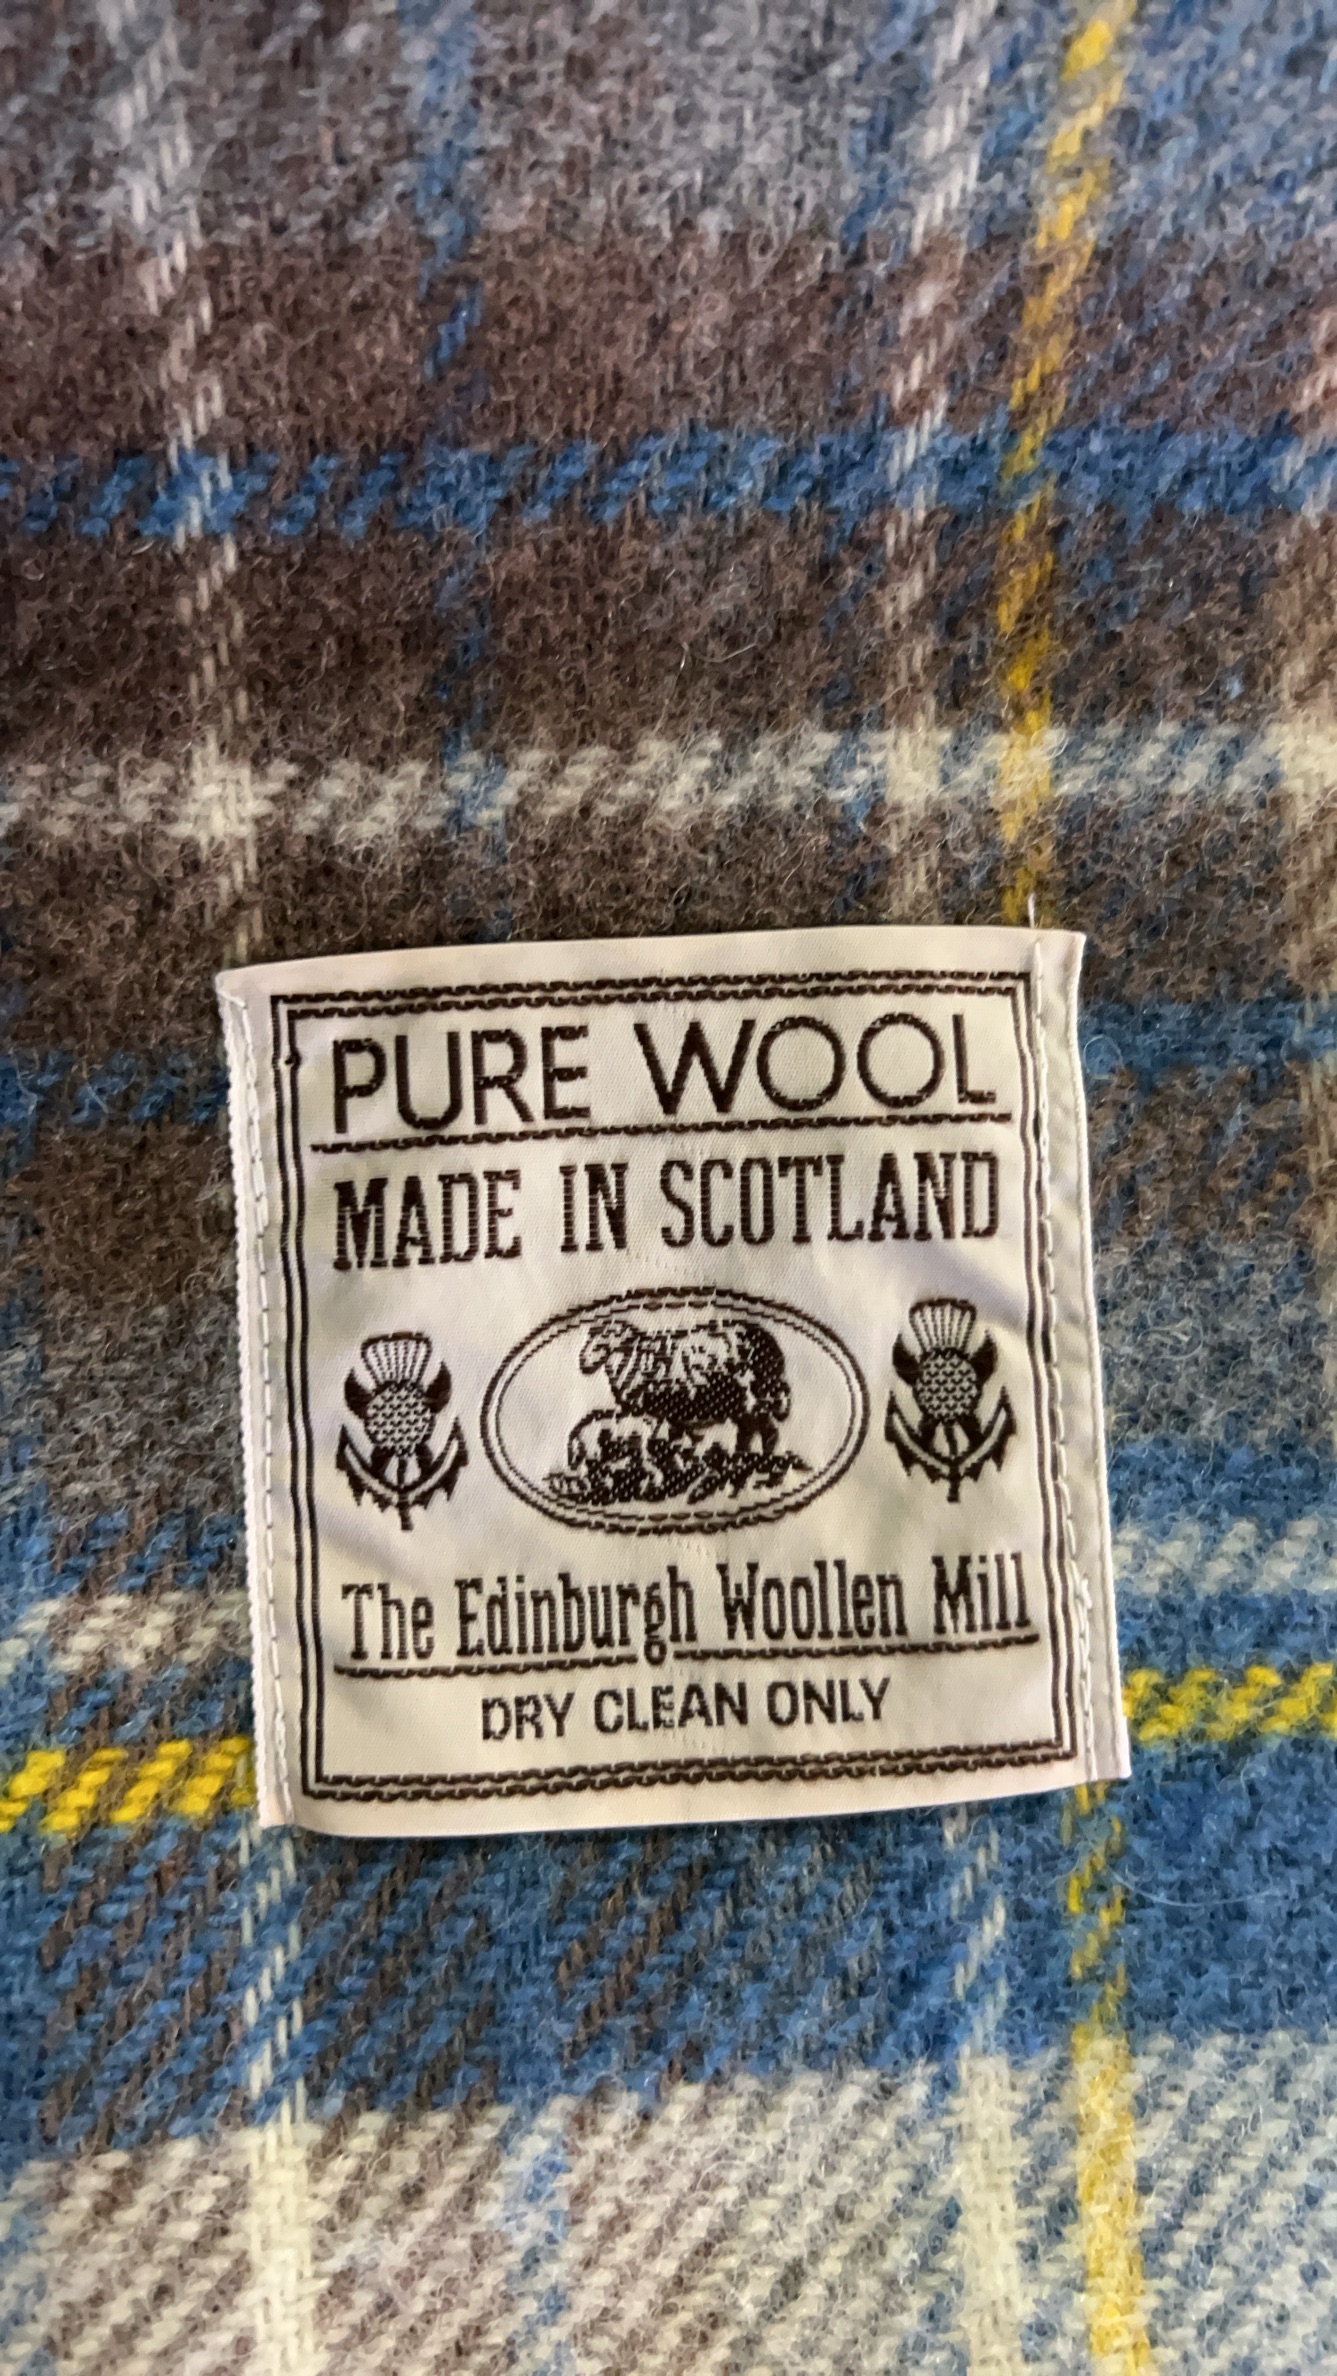 PURE WOOL
MADE IN SCOTLAND
The Edinburgh Woollen Mill
DRY CLEAN ONLY